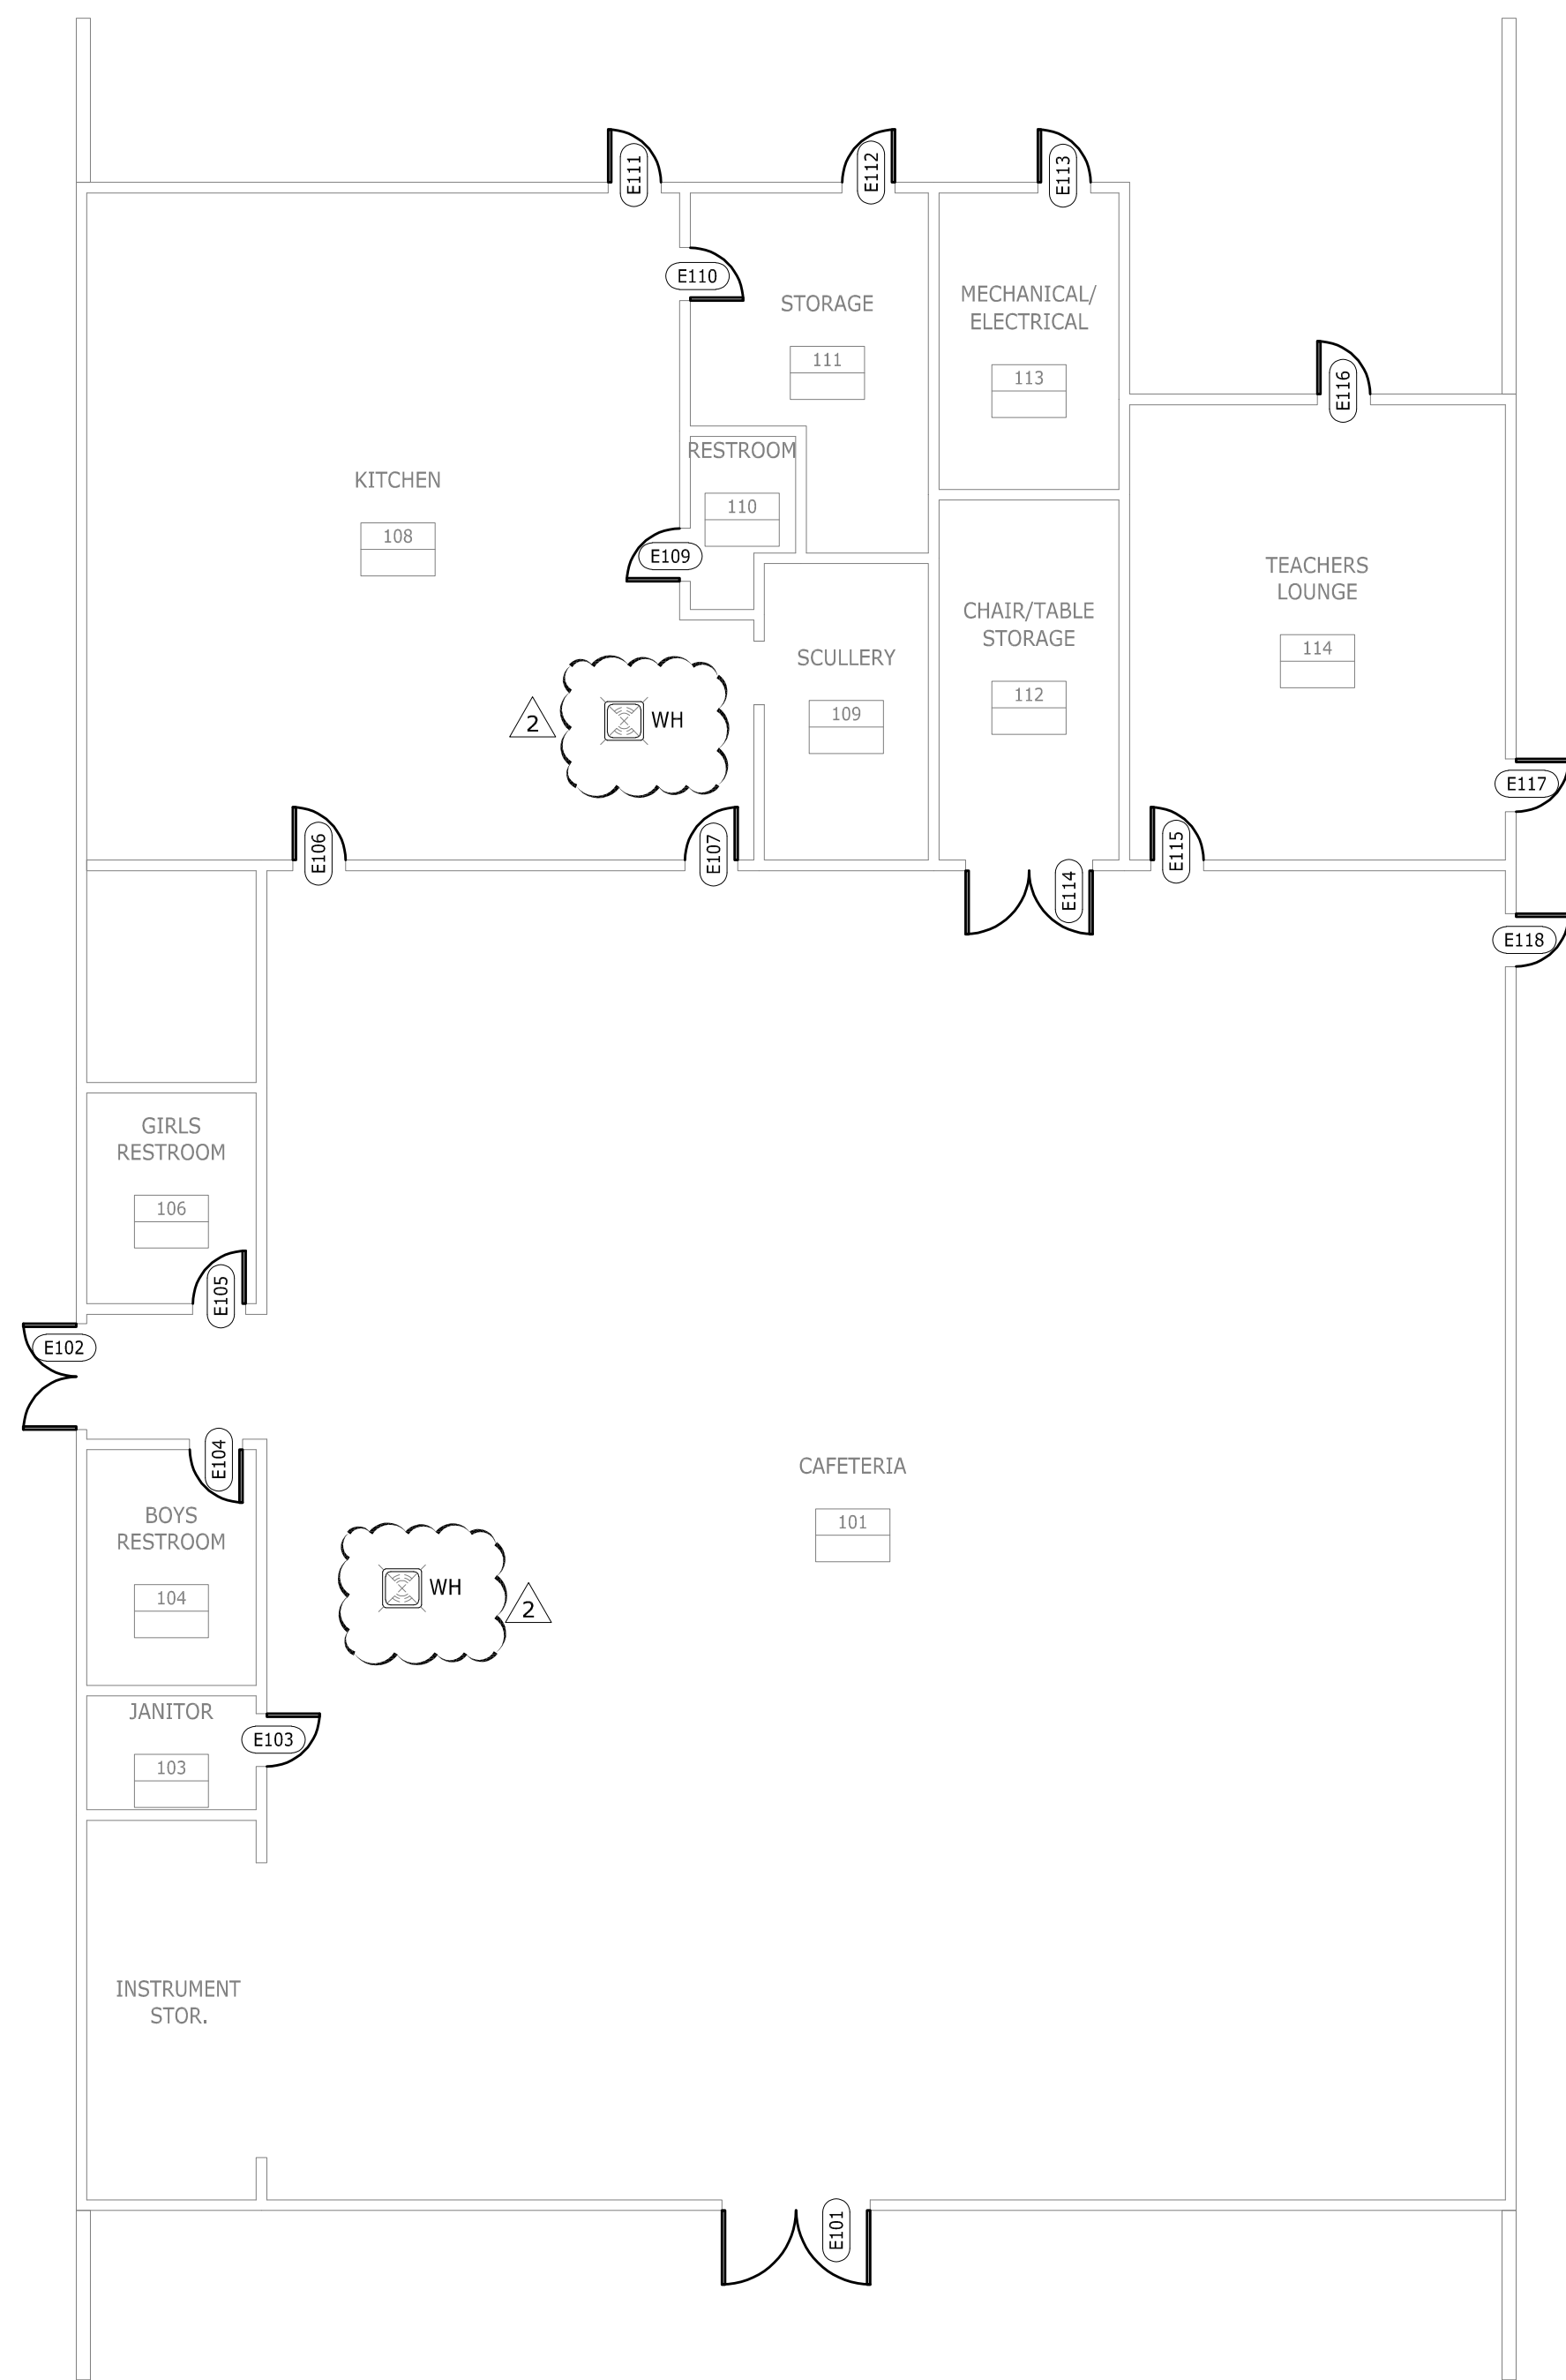 E111
E112
E113
E110
STORAGE
111
MECHANICAL/
ELECTRICAL
113
E116
RESTROOM
110
KITCHEN
108
E109
TEACHERS
LOUNGE
114
CHAIR/TABLE
STORAGE
112
SCULLERY
109
2
WH
E117
E106
E107
E115
E114
E118
GIRLS
RESTROOM
106
E105
E102
E104
CAFETERIA
101
BOYS
RESTROOM
104
WH
2
JANITOR
103
E103
INSTRUMENT
STOR.
E101